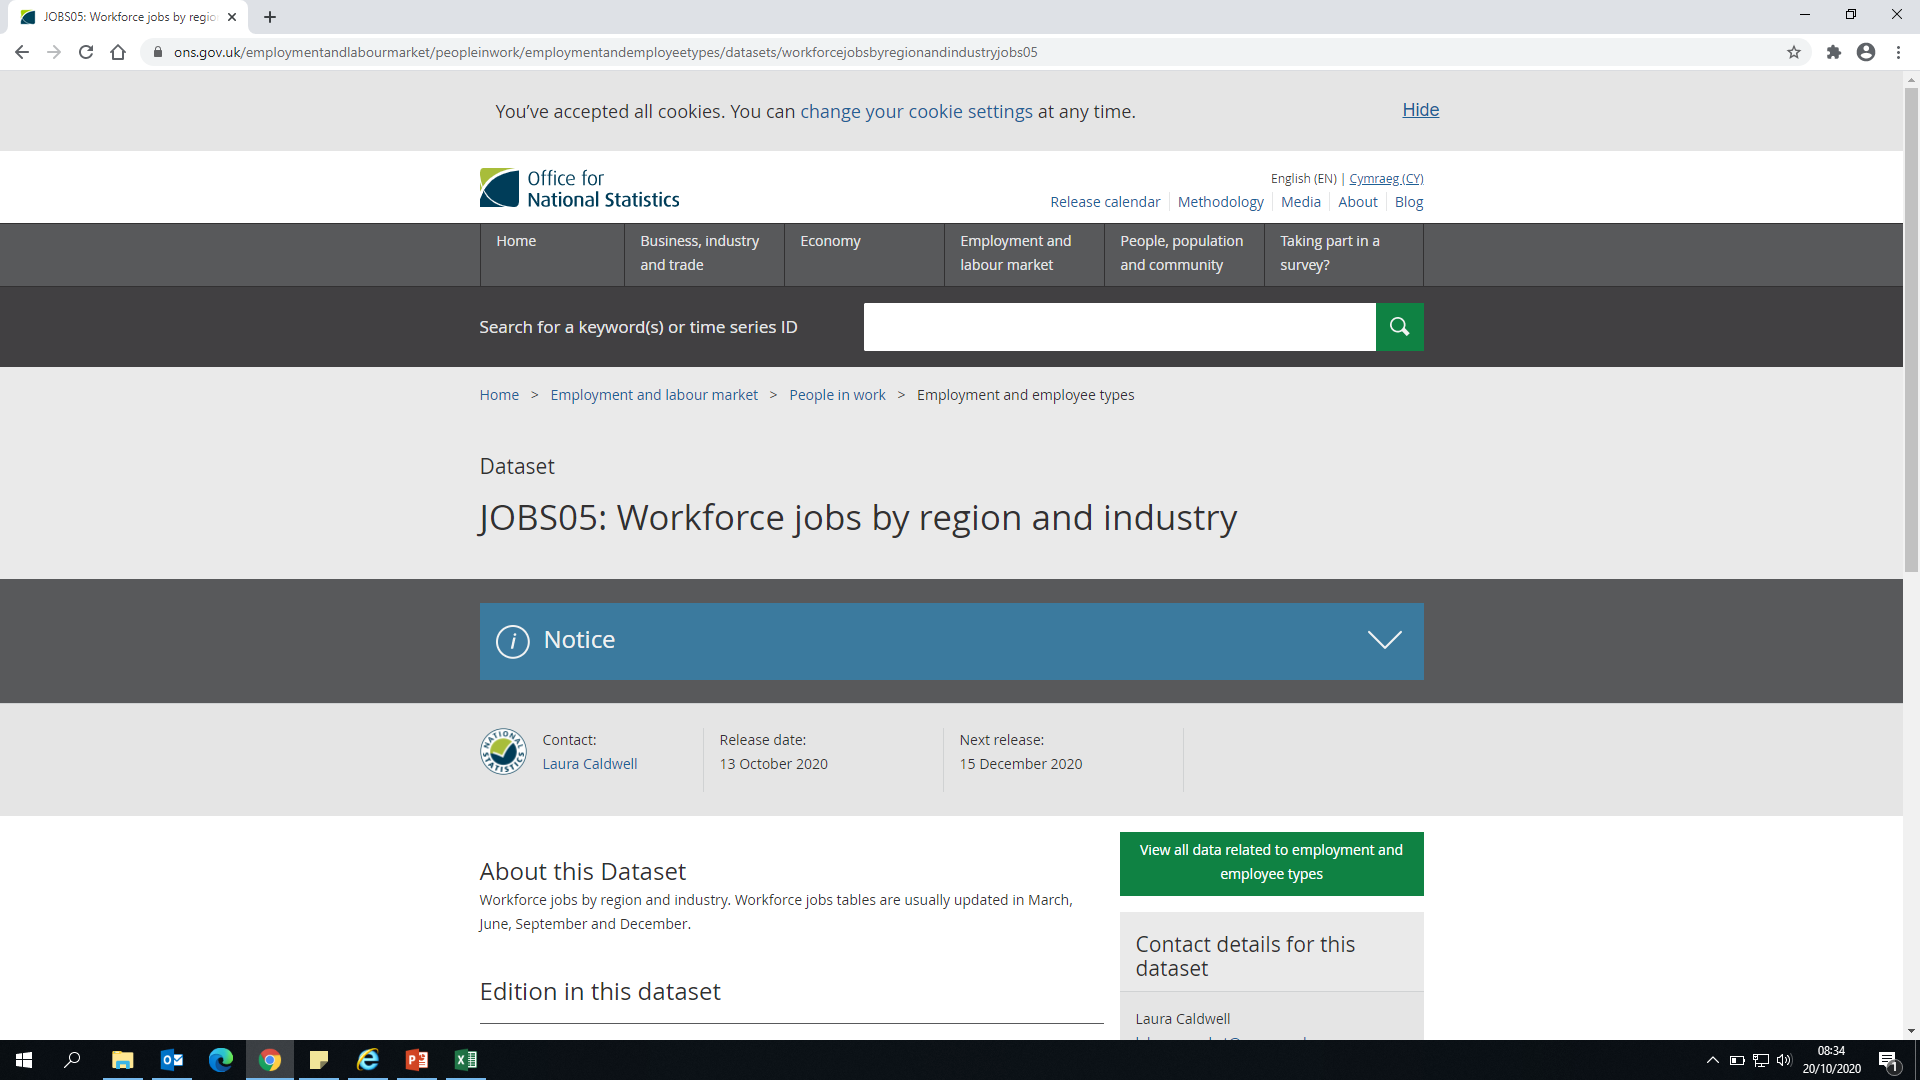 JOBS05: Workforce jobs by regio
ons.gov.uk/employmentandlabourmarket/peopleinwork/employmentandemployeetypes/datasets/workforcejobsbyregionandindustryjobs05
You've accepted all cookies. You can change your cookie settings at any time.
Hide
Office for
National Statistics
English (EN) | Cymraeg (CY)
Release calendar
Methodology
Media
About
Blog
Home
Business, industry
and trade
Economy
Employment and
labour market
People, population
and community
Taking part in a
survey?
Search for a keyword(s) or time series ID
Home > Employment and labour market > People in work > Employment and employee types
Dataset
JOBS05: Workforce jobs by region and industry
i Notice
NATIONAL STATISTICS
Contact:
Laura Caldwell
Release date:
13 October 2020
Next release:
15 December 2020
About this Dataset
Workforce jobs by region and industry. Workforce jobs tables are usually updated in March,
June, September and December.
Edition in this dataset
View all data related to employment and
employee types
Contact details for this
dataset
Laura Caldwell
08:34
20/10/2020
1